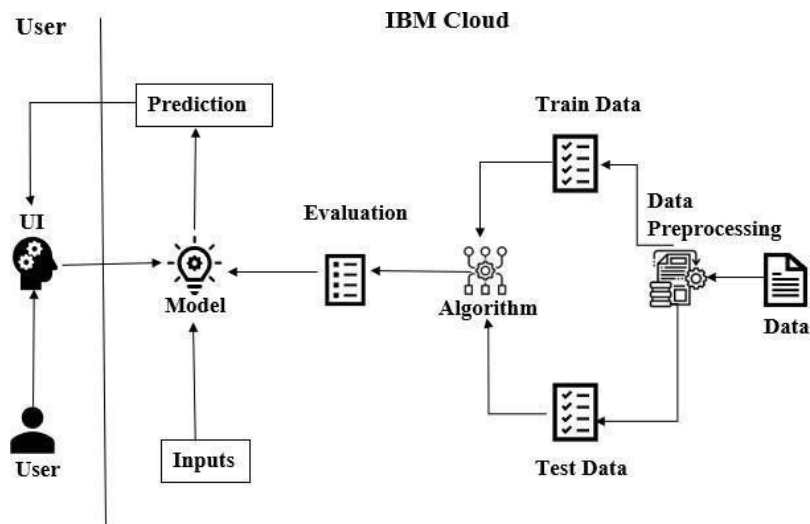 User
IBM Cloud
Prediction
Train Data
UI
Evaluation
Data
Preprocessing
Model
Algorithm
Data
User
Inputs
Test Data